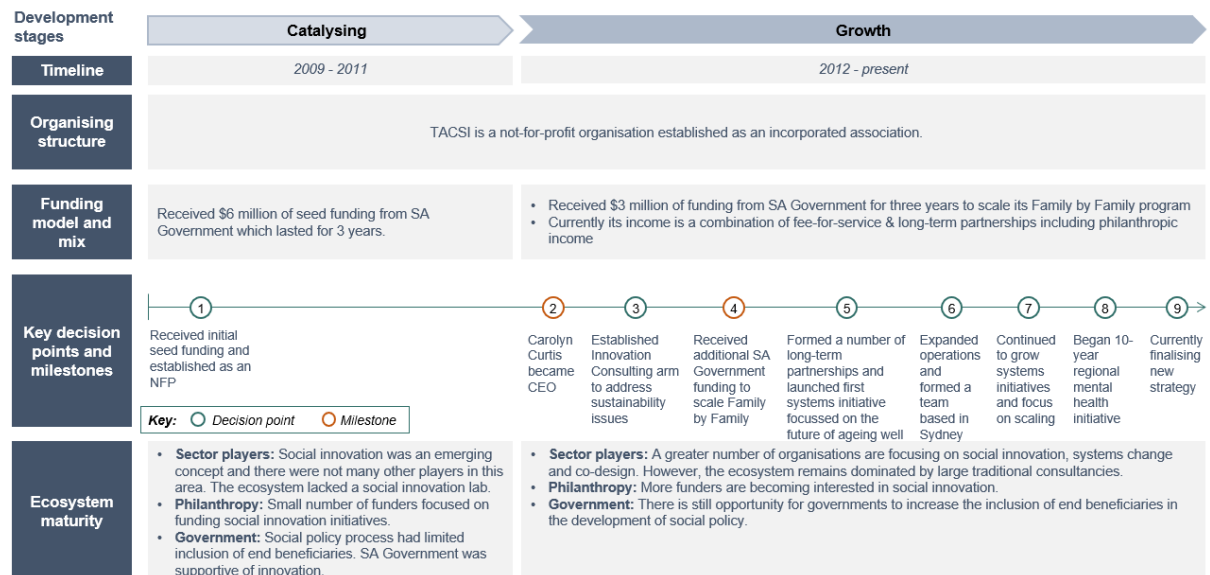 Development
stages
Catalysing
Growth
Timeline
2009 - 2011
2012 - present
Organising
structure
TACSI is a not-for-profit organisation established as an incorporated association.
Funding
model and
mix
Received $6 million of seed funding from SA
Government which lasted for 3 years.
• Received $3 million of funding from SA Government for three years to scale its Family by Family program
• Currently its income is a combination of fee-for-service & long-term partnerships including philanthropic
income
Key decision
points and
milestones
1
Received initial
seed funding and
established as an
NFP
2
Carolyn
Curtis
became
CEO
3
Established
Innovation
Consulting arm
to address
sustainability
issues
4
Received
additional SA
Government
funding to
scale Family
by Family
5
Formed a number of
long-term
partnerships and
launched first
systems initiative
focussed on the
future of ageing well
6
Expanded
operations
and
formed a
team
based in
Sydney
7
Continued
to grow
systems
initiatives
and focus
on scaling
8
Began 10-
year
regional
mental
health
initiative
9
Currently
finalising
new
strategy
Key: Decision point Milestone
Ecosystem
maturity
• Sector players: Social innovation was an emerging
concept and there were not many other players in this
area. The ecosystem lacked a social innovation lab.
• Philanthropy: Small number of funders focused on
funding social innovation initiatives.
• Government: Social policy process had limited
inclusion of end beneficiaries. SA Government was
supportive of innovation.
• Sector players: A greater number of organisations are focusing on social innovation, systems change
and co-design. However, the ecosystem remains dominated by large traditional consultancies.
• Philanthropy: More funders are becoming interested in social innovation.
• Government: There is still opportunity for governments to increase the inclusion of end beneficiaries in
the development of social policy.